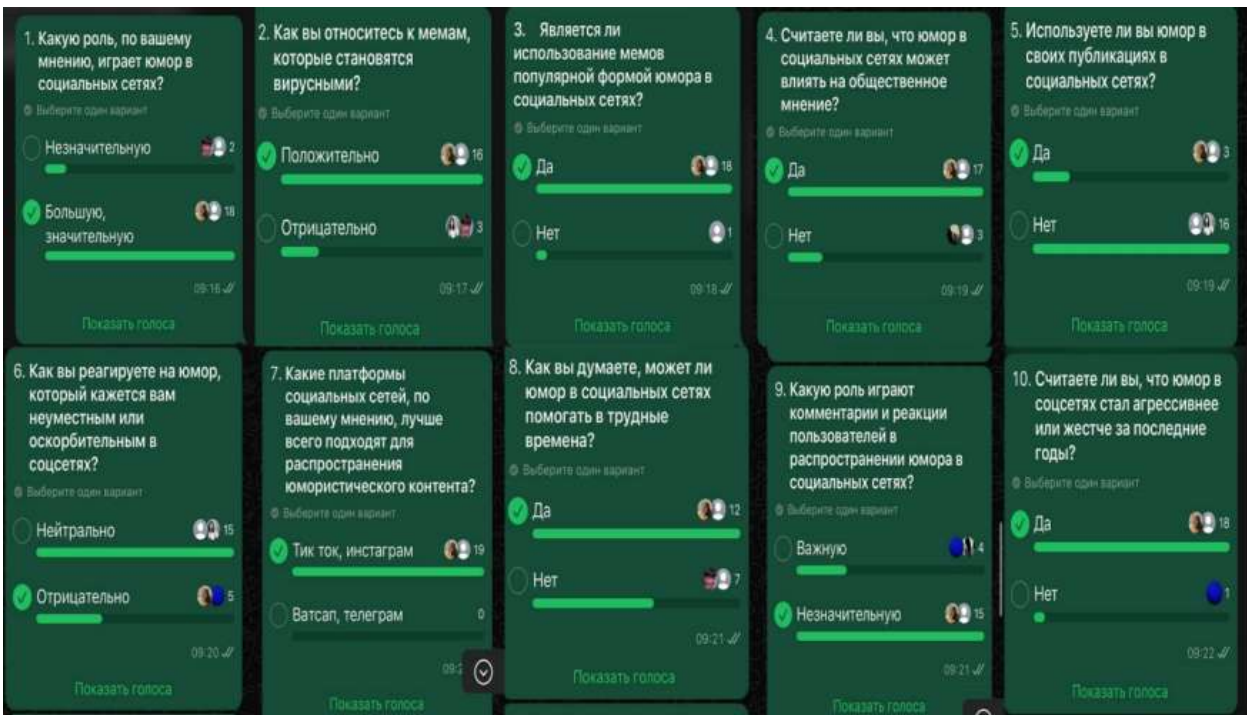 1. Какую роль, по вашему
мнению, играет юмор в
социальных сетях?
Выберите один вариант
Незначительную 2
Большую, 18
значительную
09:16
Показать голоса
2. Как вы относитесь к мемам,
которые становятся
вирусными?
Выберите один вариант
Положительно 16
Отрицательно 3
09:17
Показать голоса
3. Является ли
использование мемов
популярной формой юмора в
социальных сетях?
Выберите один вариант
Да 18
Нет 1
09:18
Показать голоса
4. Считаете ли вы, что юмор в
социальных сетях может
влиять на общественное
мнение?
Выберите один вариант
Да 17
Нет 3
09:19
Показать голоса
5. Используете ли вы юмор в
своих публикациях в
социальных сетях?
Выберите один вариант
Да 3
Нет 16
09:19
Показать голоса
6. Как вы реагируете на юмор,
который кажется вам
неуместным или
оскорбительным в
соцсетях?
Выберите один вариант
Нейтрально 15
Отрицательно 5
09:20
Показать голоса
7. Какие платформы
социальных сетей, по
вашему мнению, лучше
всего подходят для
распространения
юмористического контента?
Выберите один вариант
Тик ток, инстаграм 19
Ватсап, телеграм 0
Показать голоса
8. Как вы думаете, может ли
юмор в социальных сетях
помогать в трудные
времена?
Выберите один вариант
Да 12
Нет 7
09:21
Показать голоса
9. Какую роль играют
комментарии и реакции
пользователей в
распространении юмора в
социальных сетях?
Выберите один вариант
Важную 4
Незначительную 15
09:21
Показать голоса
10. Считаете ли вы, что юмор в
соцсетях стал агрессивнее
или жестче за последние
годы?
Выберите один вариант
Да 18
Нет 1
09:22
Показать голоса